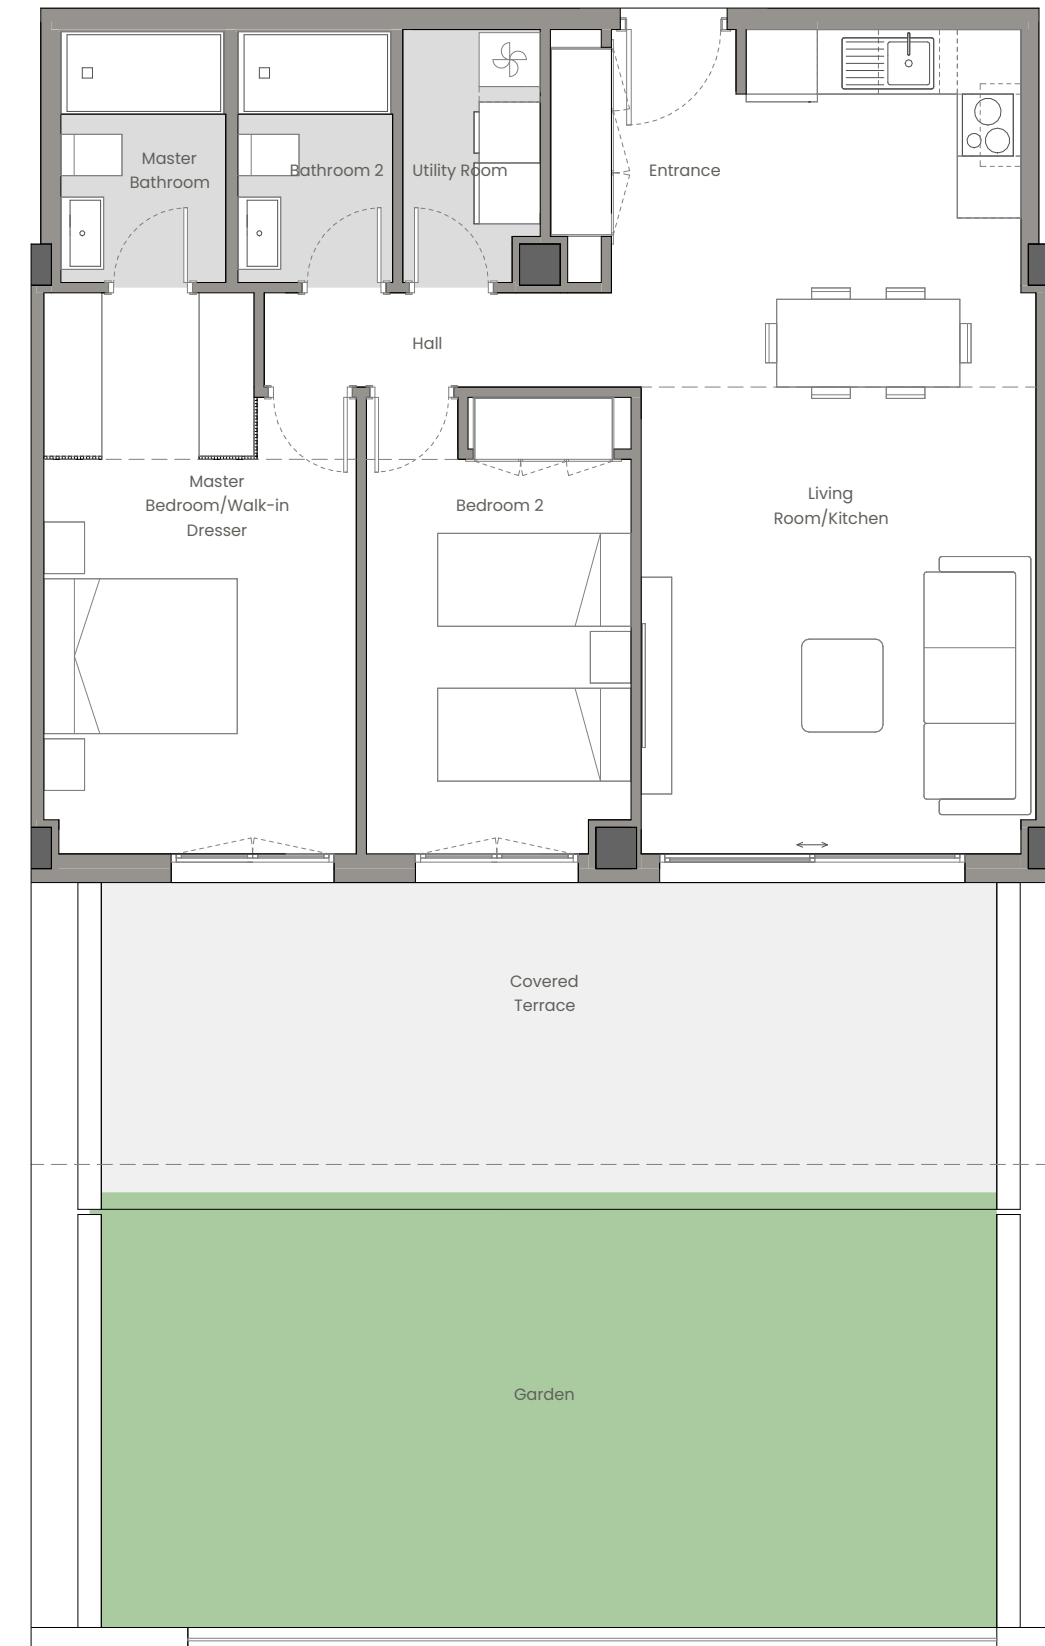 Master
Bathroom
Bathroom 2
Utility Room
Entrance
Hall
Master
Bedroom/Walk-in
Dresser
Bedroom 2
Living
Room/Kitchen
Covered
Terrace
Garden